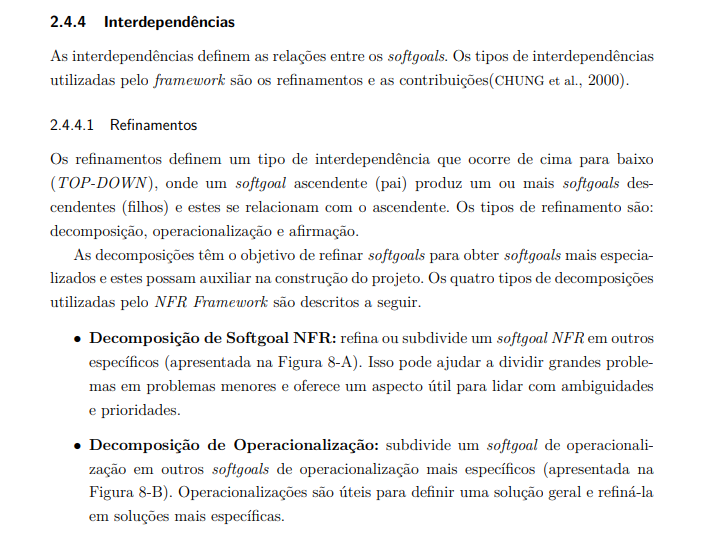 2.4.4 Interdependências
As interdependências definem as relações entre os softgoals. Os tipos de interdependências
utilizadas pelo framework são os refinamentos e as contribuições(CHUNG et al., 2000).
2.4.4.1 Refinamentos
Os refinamentos definem um tipo de interdependência que ocorre de cima para baixo
(TOP-DOWN), onde um softgoal ascendente (pai) produz um ou mais softgoals des-
cendentes (filhos) e estes se relacionam com o ascendente. Os tipos de refinamento são:
decomposição, operacionalização e afirmação.
As decomposições têm o objetivo de refinar softgoals para obter softgoals mais especia-
lizados e estes possam auxiliar na construção do projeto. Os quatro tipos de decomposições
utilizadas pelo NFR Framework são descritos a seguir.
• Decomposição de Softgoal NFR: refina ou subdivide um softgoal NFR em outros
específicos (apresentada na Figura 8-A). Isso pode ajudar a dividir grandes proble-
mas em problemas menores e oferece um aspecto útil para lidar com ambiguidades
e prioridades.
• Decomposição de Operacionalização: subdivide um softgoal de operacionali-
zação em outros softgoals de operacionalização mais específicos (apresentada na
Figura 8-B). Operacionalizações são úteis para definir uma solução geral e refiná-la
em soluções mais específicas.